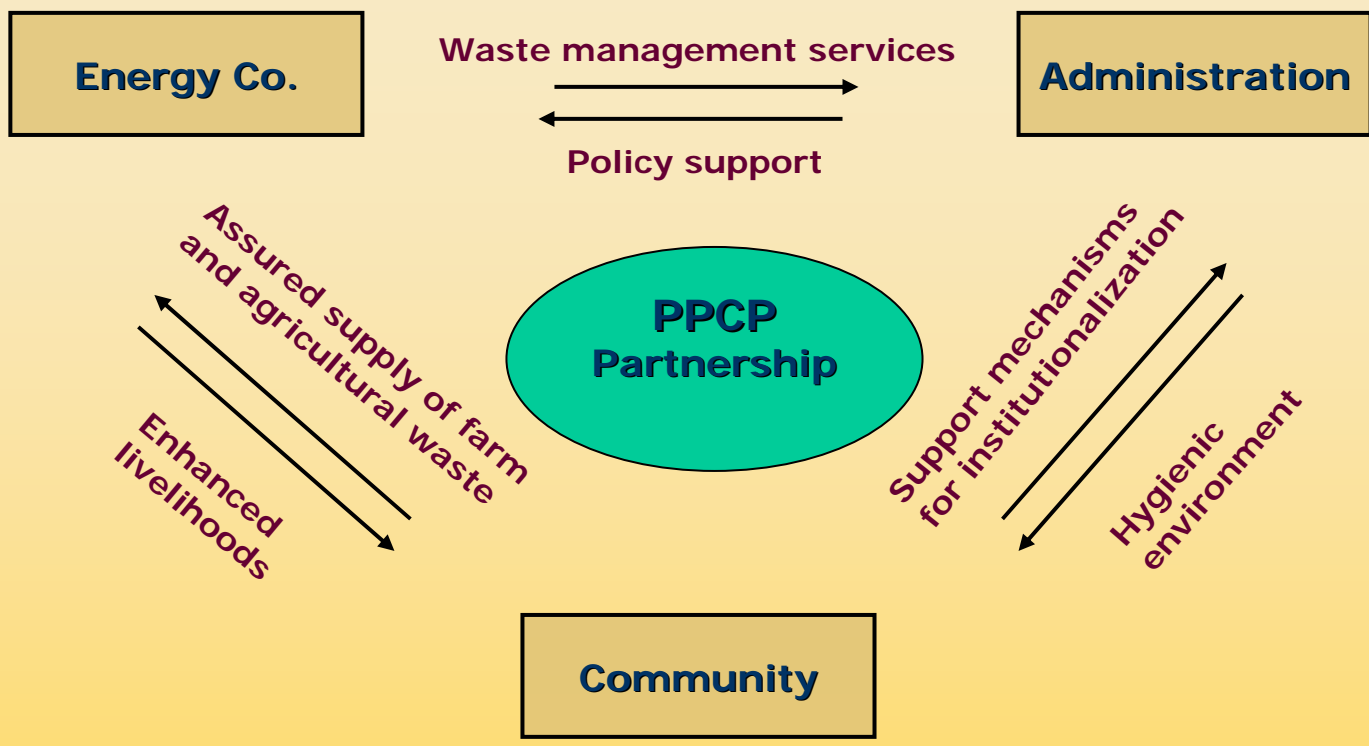 Energy Co.
Waste management services
Administration
Policy support
Assured supply of farm
and agricultural waste
Enhanced
livelihoods
PPCP
Partnership
Support mechanisms
for institutionalization
Hygienic
environment
Community